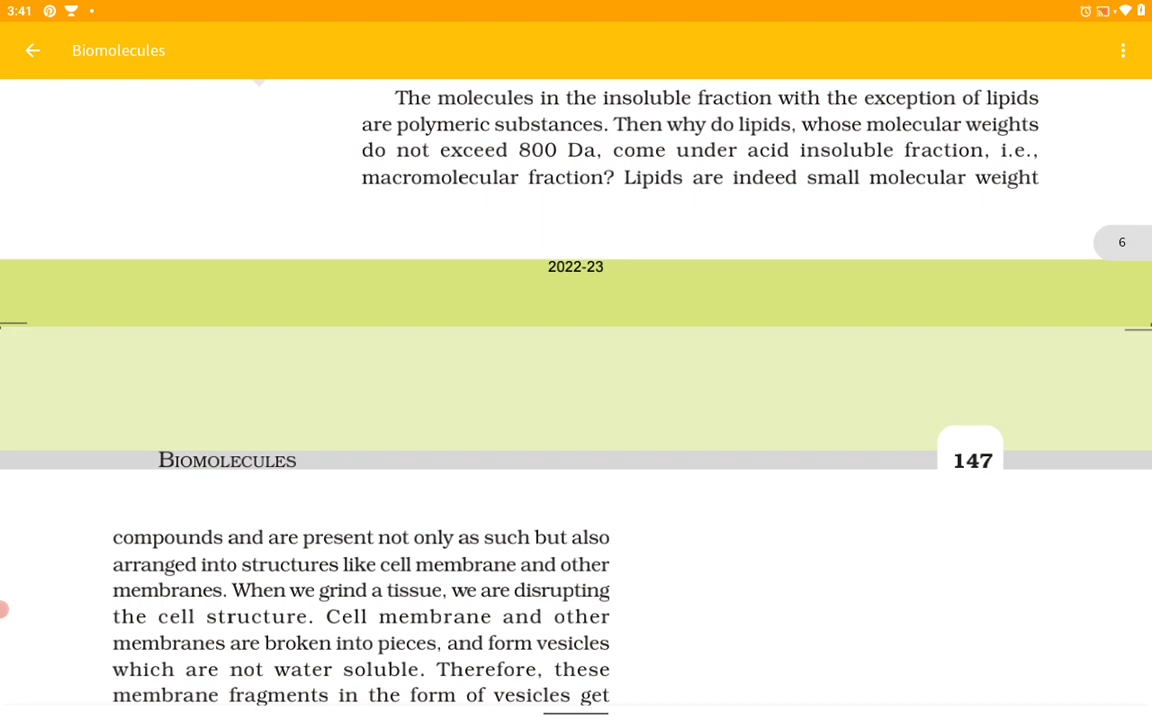 3:41
Biomolecules
The molecules in the insoluble fraction with the exception of lipids
are polymeric substances. Then why do lipids, whose molecular weights
do not exceed 800 Da, come under acid insoluble fraction, i.e.,
macromolecular fraction? Lipids are indeed small molecular weight
6
2022-23
BIOMOLECULES
147
compounds and are present not only as such but also
arranged into structures like cell membrane and other
membranes. When we grind a tissue, we are disrupting
the cell structure. Cell membrane and other
membranes are broken into pieces, and form vesicles
which are not water soluble. Therefore, these
membrane fragments in the form of vesicles get